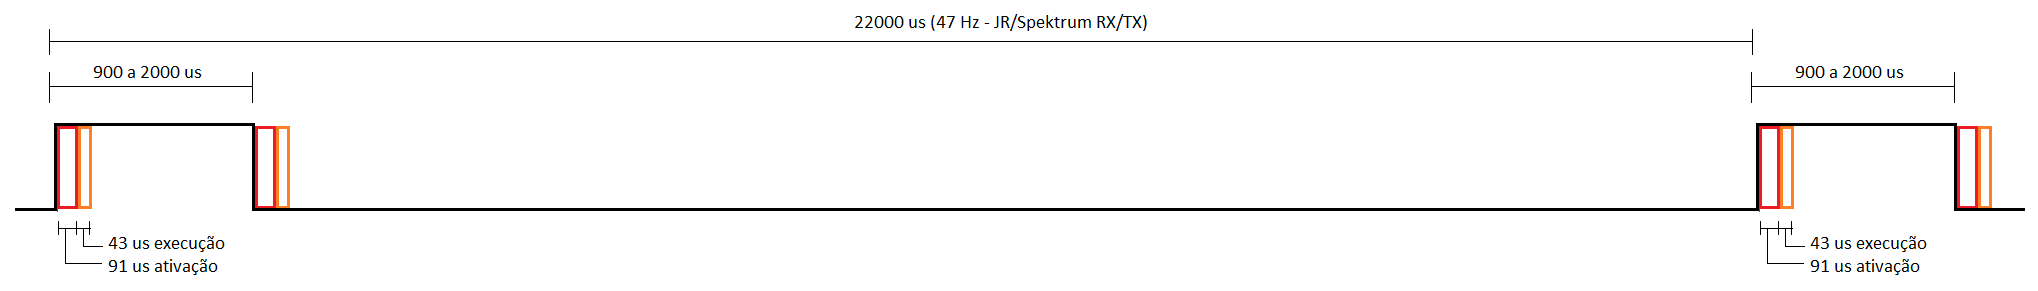 22000 us (47 Hz - JR/Spektrum RX/TX)
900 a 2000 us
900 a 2000 us
43 us execução
91 us ativação
43 us execução
91 us ativação